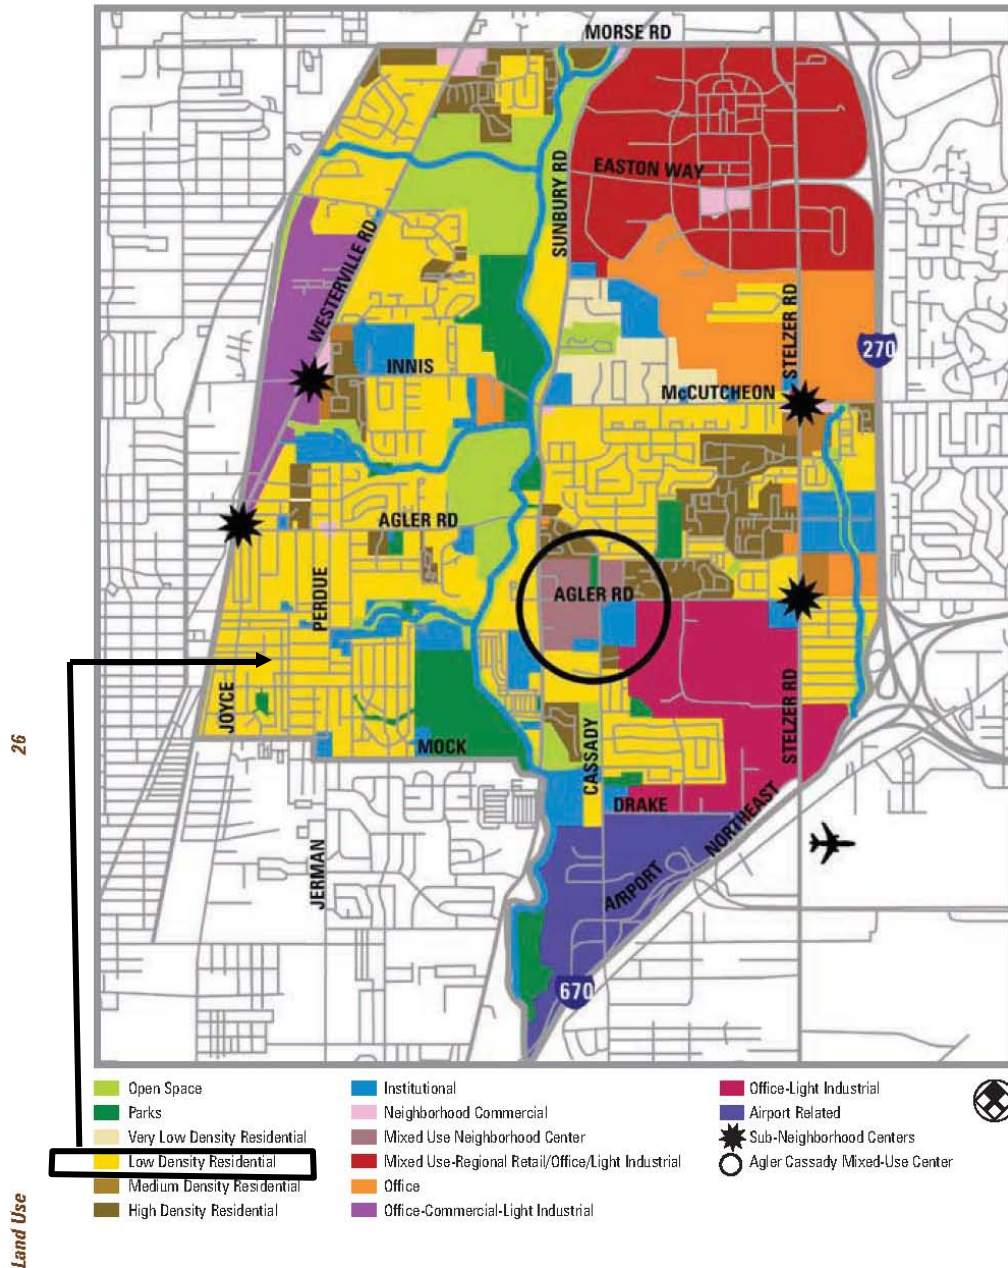 MORSE RD
EASTON WAY
SUNBURY RD
WESTERVILLE RD
STELZER RD
270
INNIS
McCUTCHEON
AGLER RD
AGLER RD
PERDUE
JOYCE
STELZER RD
MOCK
CASSADY
DRAKE
NORTHEAST
AIRPORT
JERMAN
670
26
Land Use
Open Space
Parks
Very Low Density Residential
Low Density Residential
Medium Density Residential
High Density Residential
Institutional
Neighborhood Commercial
Mixed Use Neighborhood Center
Mixed Use-Regional Retail/Office/Light Industrial
Office
Office-Commercial-Light Industrial
Office-Light Industrial
Airport Related
Sub-Neighborhood Centers
Agler Cassady Mixed-Use Center